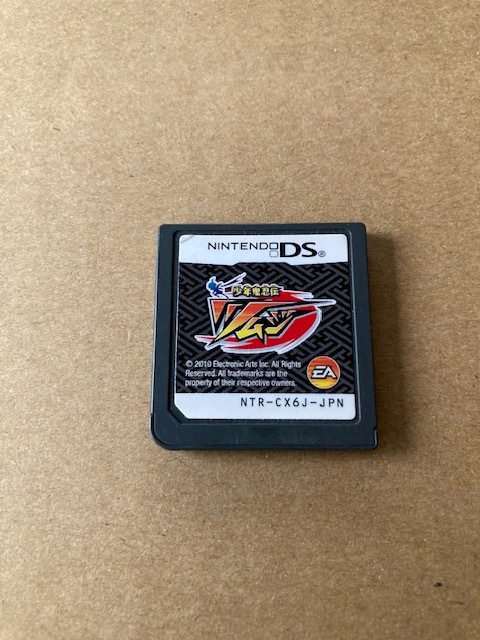 NINTENDO DS®
少年鬼忍伝
ツムジ
© 2010 Electronic Arts Inc. All Rights
Reserved. All trademarks are the
property of their respective owners.
EA
NTR-CX6J-JPN